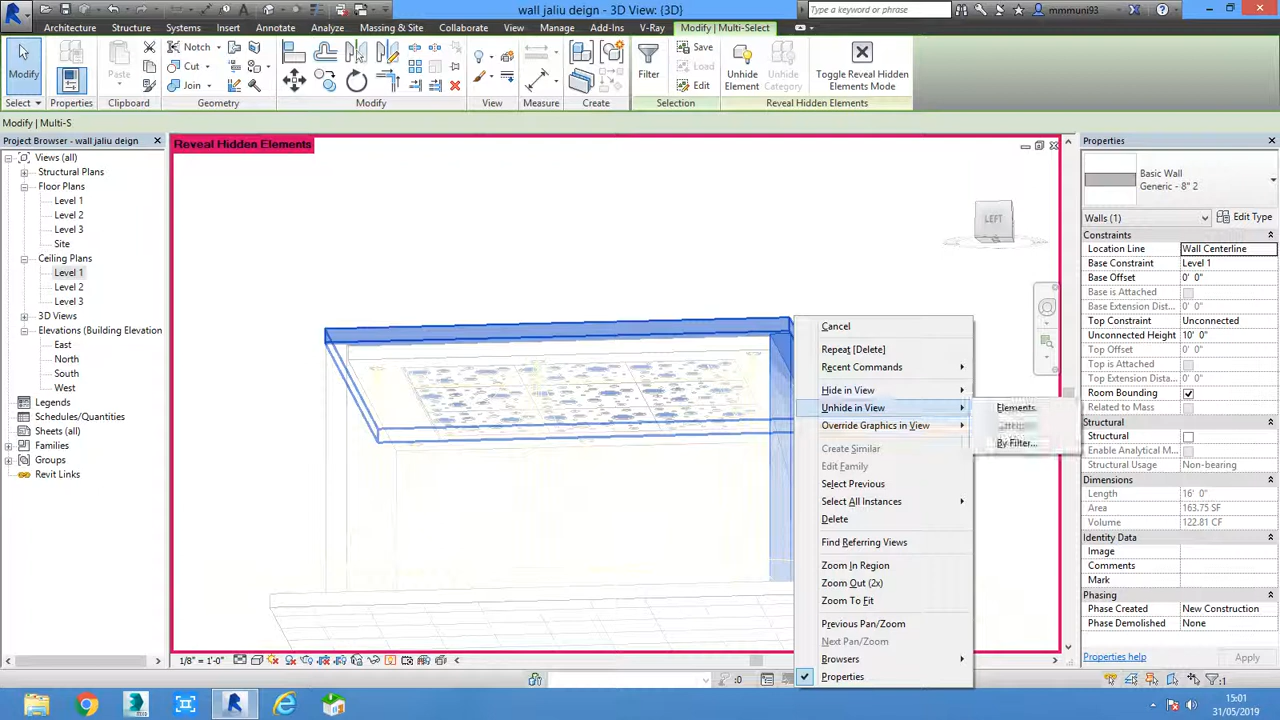 wall jaliu deign - 3D View: {3D}
Type a keyword or phrase
mmmuni93
Architecture Structure Systems Insert Annotate Analyze Massing & Site Collaborate View Manage Add-Ins V-Ray Modify | Multi-Select
Modify
Paste
Notch
Cut
Join
Filter
Save
Load
Edit
Unhide Element
Unhide Category
Toggle Reveal Hidden Elements Mode
Select
Properties
Clipboard
Geometry
Modify
View
Measure
Create
Selection
Reveal Hidden Elements
Modify | Multi-S
Project Browser - wall jaliu deign
Views (all)
Structural Plans
Floor Plans
Level 1
Level 2
Level 3
Site
Ceiling Plans
Level 1
Level 2
Level 3
3D Views
Elevations (Building Elevation
East
North
South
West
Legends
Schedules/Quantities
Sheets (all)
Families
Groups
Revit Links
Reveal Hidden Elements
LEFT
Cancel
Repeat [Delete]
Recent Commands
Hide in View
Unhide in View
Override Graphics in View
Create Similar
Edit Family
Select Previous
Select All Instances
Delete
Find Referring Views
Zoom In Region
Zoom Out (2x)
Zoom To Fit
Previous Pan/Zoom
Next Pan/Zoom
Browsers
Properties
Elements
By Filter...
Properties
Basic Wall
Generic - 8" 2
Walls (1)
Edit Type
Constraints
Location Line Wall Centerline
Base Constraint Level 1
Base Offset 0' 0"
Base is Attached
Base Extension Dist...
Top Constraint Unconnected
Unconnected Height 10' 0"
Top Offset 0' 0"
Top is Attached
Top Extension Dist... 0' 0"
Room Bounding
Related to Mass
Structural
Structural
Enable Analytical M...
Structural Usage Non-bearing
Dimensions
Length 16' 0"
Area 163.75 SF
Volume 122.81 CF
Identity Data
Image
Comments
Mark
Phasing
Phase Created New Construction
Phase Demolished None
Properties help
Apply
1/8" = 1'-0"
:0
:1
15:01
31/05/2019